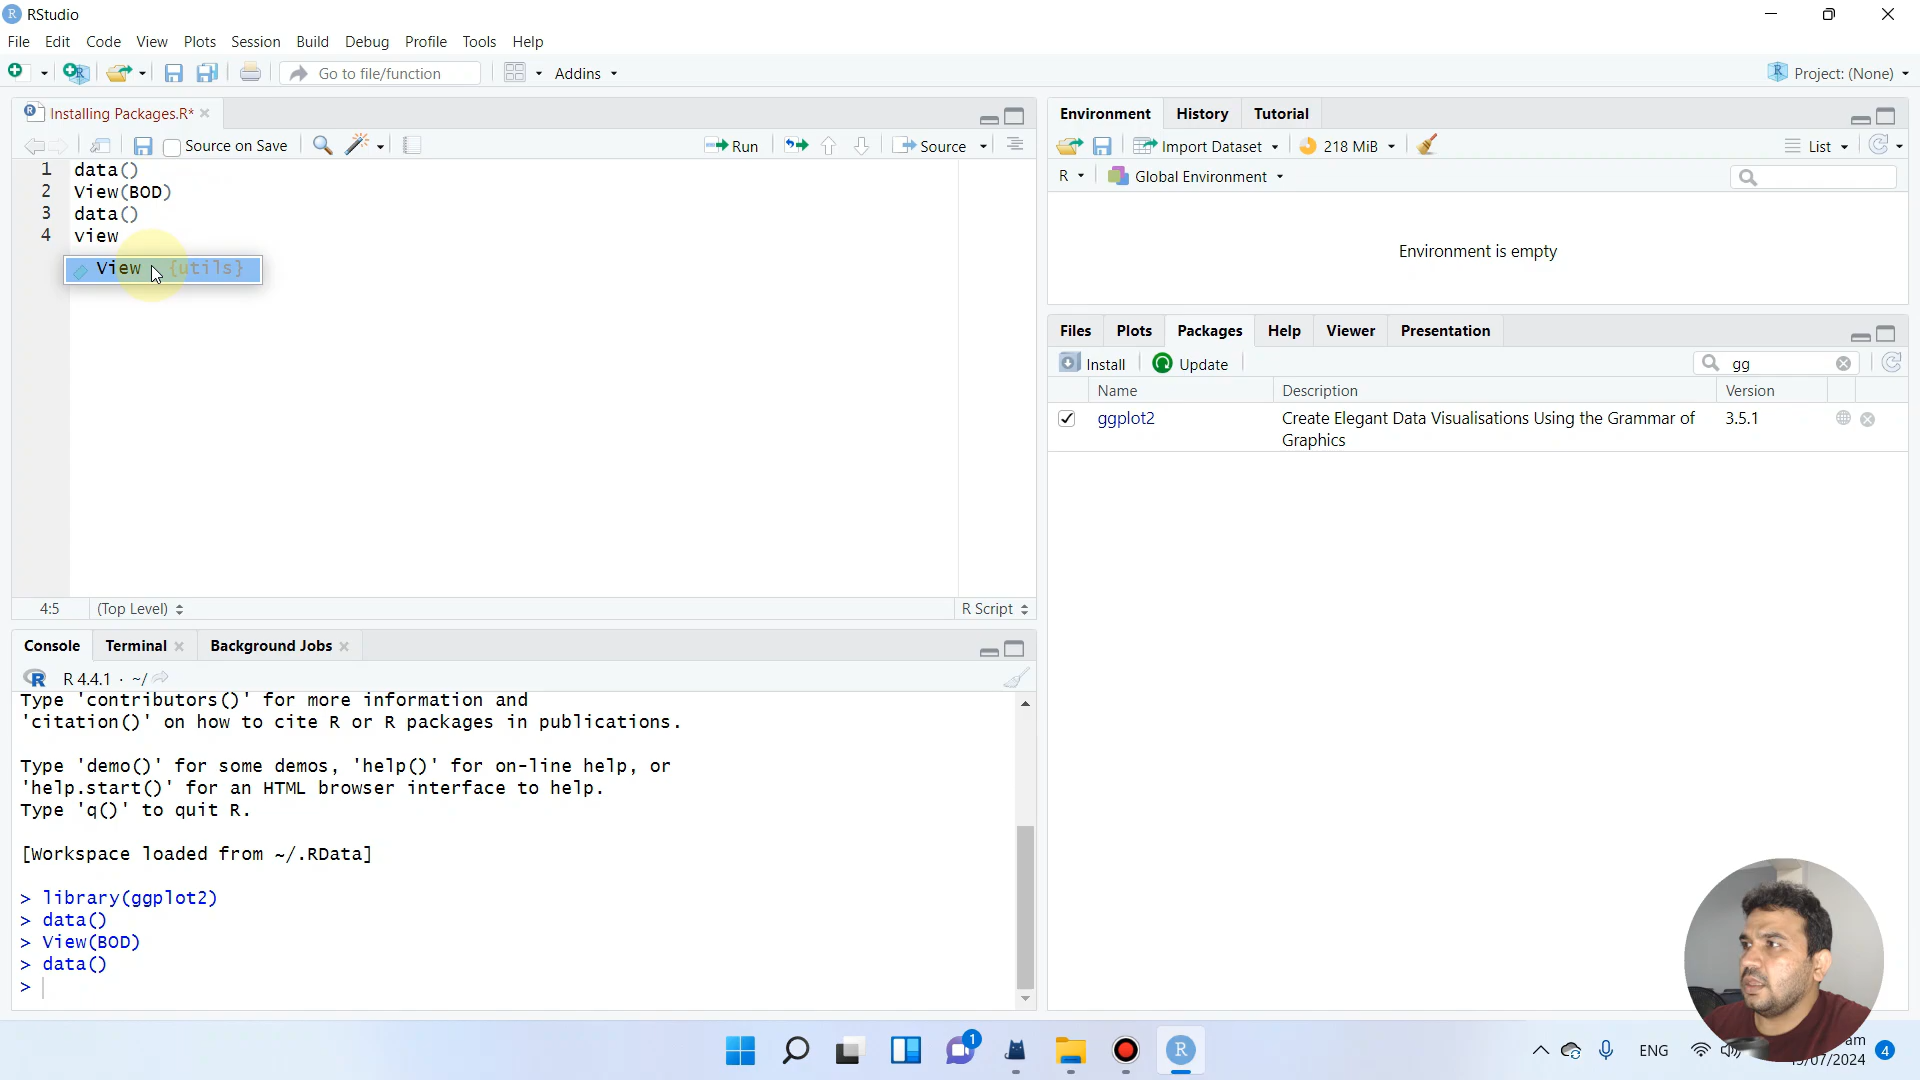 RStudio
File Edit Code View Plots Session Build Debug Profile Tools Help
Go to file/function Addins Project: (None)
Installing Packages.R*
Source on Save Run Source
1 data()
2 View(BOD)
3 data()
4 view
View {utils}
4:5 (Top Level) R Script
Console Terminal Background Jobs
R 4.4.1 · ~/
Type 'contributors()' for more information and
'citation()' on how to cite R or R packages in publications.
Type 'demo()' for some demos, 'help()' for on-line help, or
'help.start()' for an HTML browser interface to help.
Type 'q()' to quit R.
[Workspace loaded from ~/.RData]
> library(ggplot2)
> data()
> View(BOD)
> data()
>
Environment History Tutorial
Import Dataset 218 MiB List
R Global Environment
Environment is empty
Files Plots Packages Help Viewer Presentation
Install Update gg
Name Description Version
ggplot2 Create Elegant Data Visualisations Using the Grammar of 3.5.1
Graphics
1
ENG am
07/2024 4